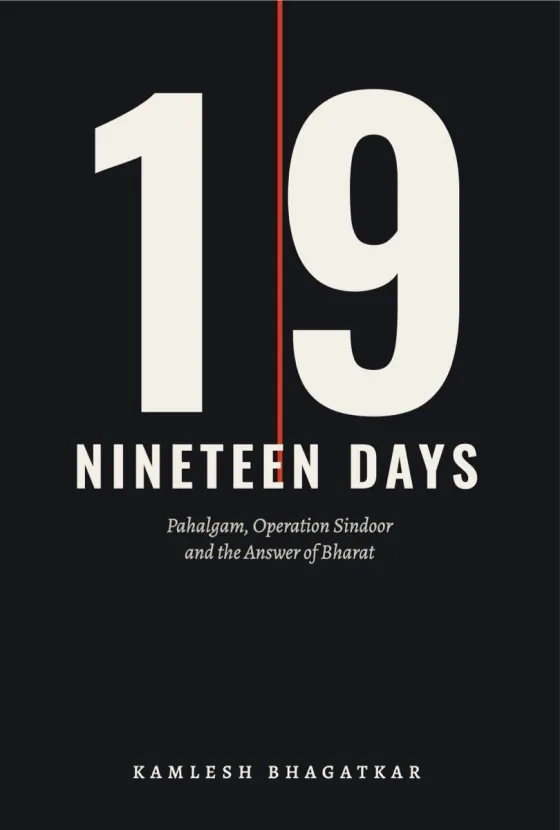 19
NINETEEN DAYS
Pahalgam, Operation Sindoor
and the Answer of Bharat
KAMLESH BHAGATKAR